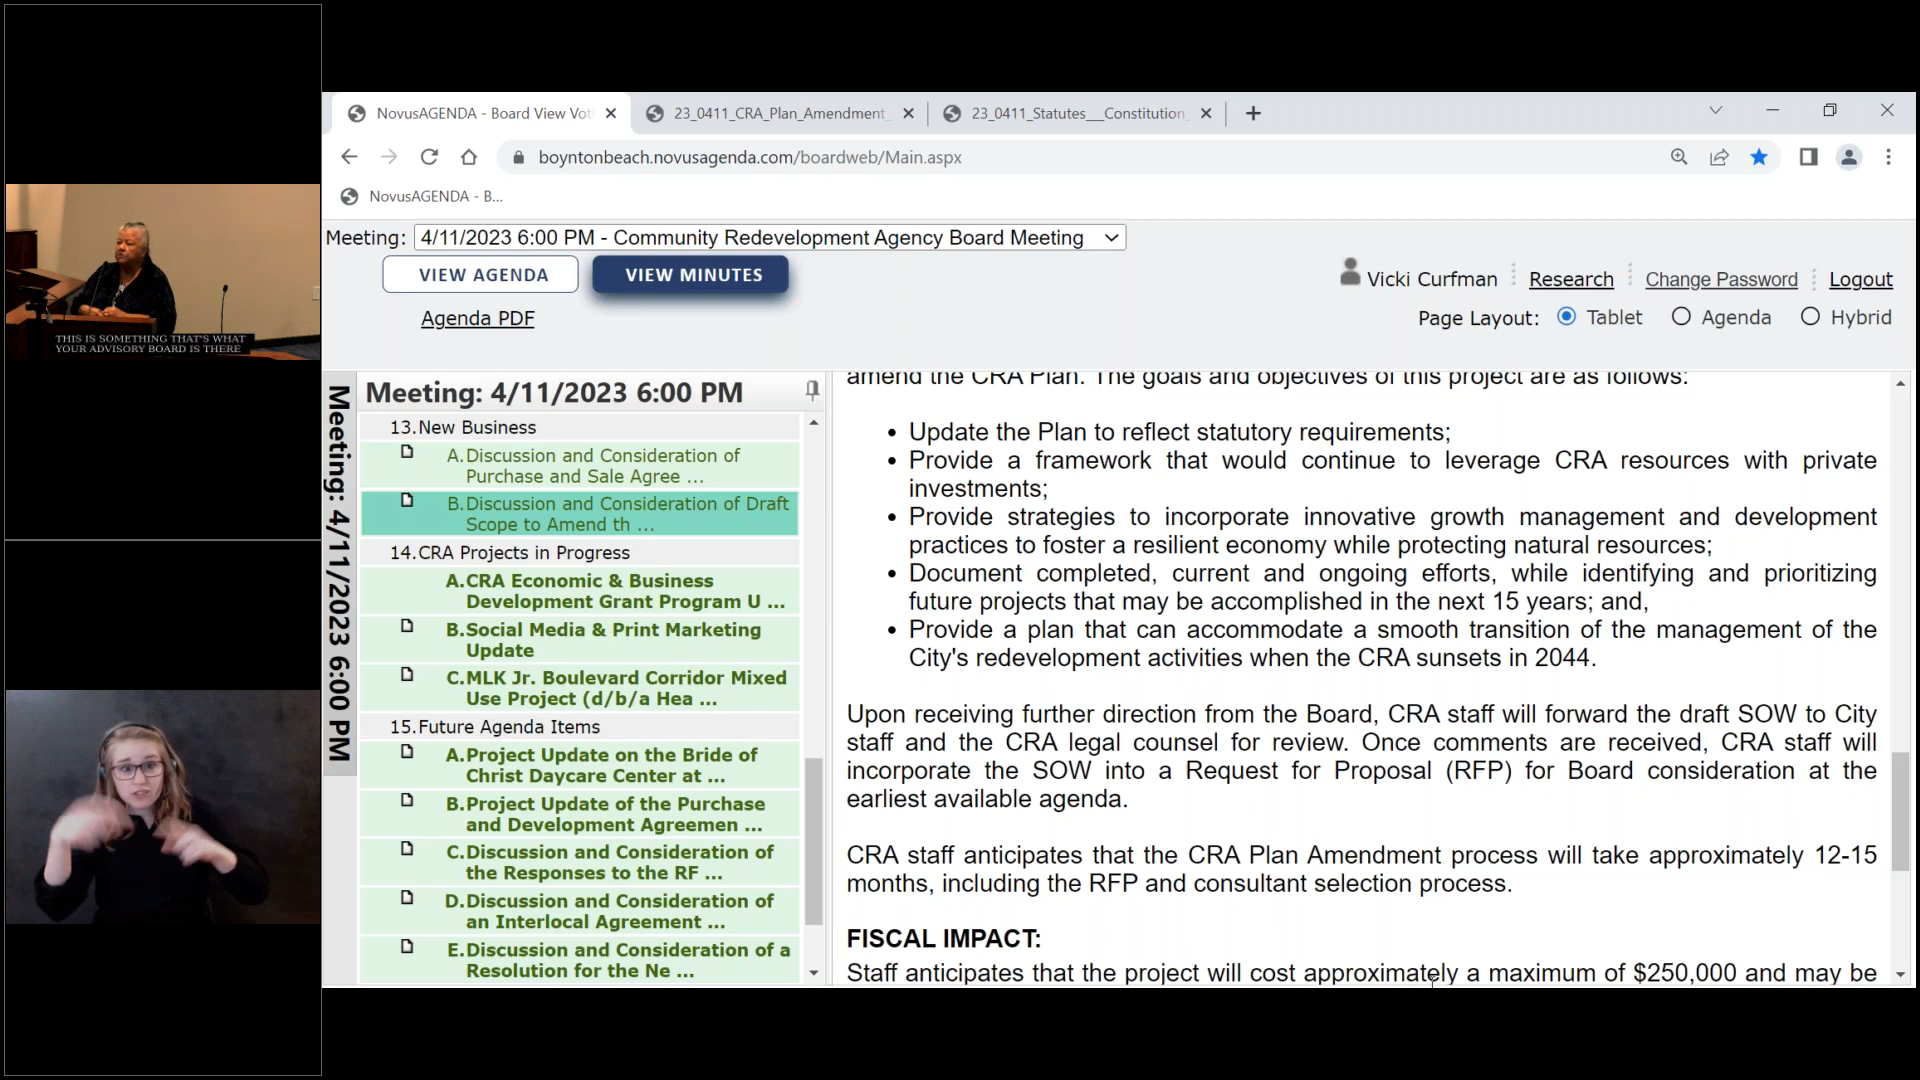 NovusAGENDA - Board View Voti
23_0411_CRA_Plan_Amendment_
23_0411_Statutes___Constitution_
boyntonbeach.novusagenda.com/boardweb/Main.aspx
NovusAGENDA - B...
Meeting: 4/11/2023 6:00 PM - Community Redevelopment Agency Board Meeting
VIEW AGENDA
VIEW MINUTES
Agenda PDF
Vicki Curfman
Research
Change Password
Logout
Page Layout: Tablet Agenda Hybrid
THIS IS SOMETHING THAT'S WHAT
YOUR ADVISORY BOARD IS THERE
Meeting: 4/11/2023 6:00 PM
Meeting: 4/11/2023 6:00 PM
13.New Business
A.Discussion and Consideration of
Purchase and Sale Agree ...
B.Discussion and Consideration of Draft
Scope to Amend th ...
14.CRA Projects in Progress
A.CRA Economic & Business
Development Grant Program U ...
B.Social Media & Print Marketing
Update
C.MLK Jr. Boulevard Corridor Mixed
Use Project (d/b/a Hea ...
15.Future Agenda Items
A.Project Update on the Bride of
Christ Daycare Center at ...
B.Project Update of the Purchase
and Development Agreemen ...
C.Discussion and Consideration of
the Responses to the RF ...
D.Discussion and Consideration of
an Interlocal Agreement ...
E.Discussion and Consideration of a
Resolution for the Ne ...
amend the CRA Plan. The goals and objectives of this project are as follows:
• Update the Plan to reflect statutory requirements;
• Provide a framework that would continue to leverage CRA resources with private
investments;
• Provide strategies to incorporate innovative growth management and development
practices to foster a resilient economy while protecting natural resources;
• Document completed, current and ongoing efforts, while identifying and prioritizing
future projects that may be accomplished in the next 15 years; and,
• Provide a plan that can accommodate a smooth transition of the management of the
City's redevelopment activities when the CRA sunsets in 2044.
Upon receiving further direction from the Board, CRA staff will forward the draft SOW to City
staff and the CRA legal counsel for review. Once comments are received, CRA staff will
incorporate the SOW into a Request for Proposal (RFP) for Board consideration at the
earliest available agenda.
CRA staff anticipates that the CRA Plan Amendment process will take approximately 12-15
months, including the RFP and consultant selection process.
FISCAL IMPACT:
Staff anticipates that the project will cost approximately a maximum of $250,000 and may be